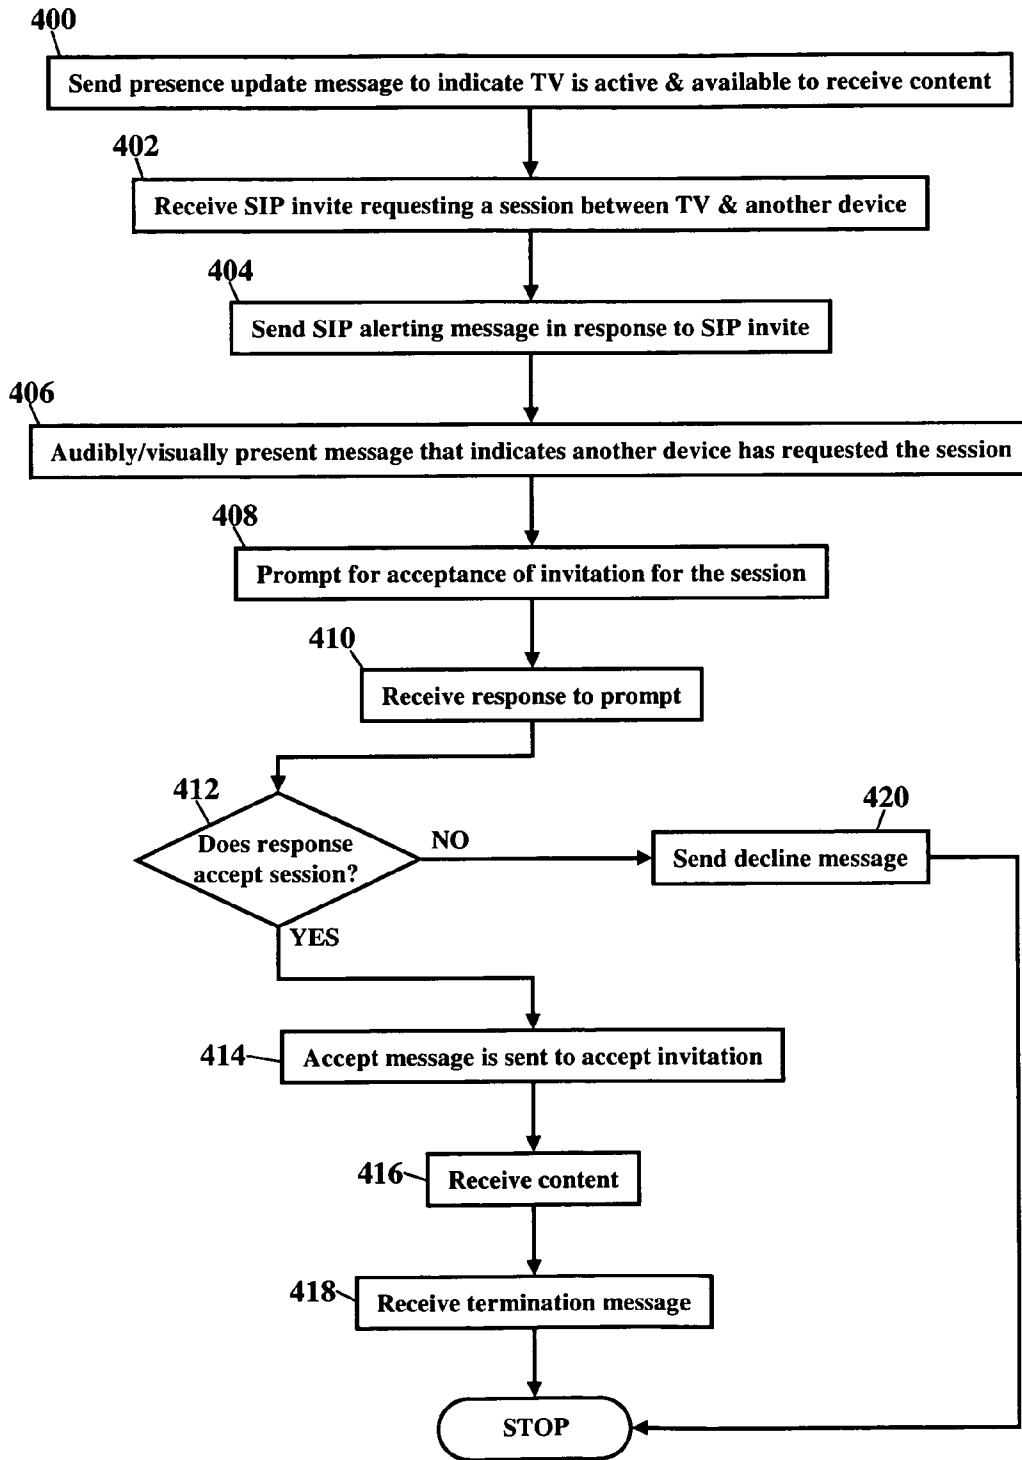 400
Send presence update message to indicate TV is active & available to receive content
402
Receive SIP invite requesting a session between TV & another device
404
Send SIP alerting message in response to SIP invite
406
Audibly/visually present message that indicates another device has requested the session
408
Prompt for acceptance of invitation for the session
410
Receive response to prompt
412
Does response
accept session?
NO
420
Send decline message
YES
414
Accept message is sent to accept invitation
416
Receive content
418
Receive termination message
STOP